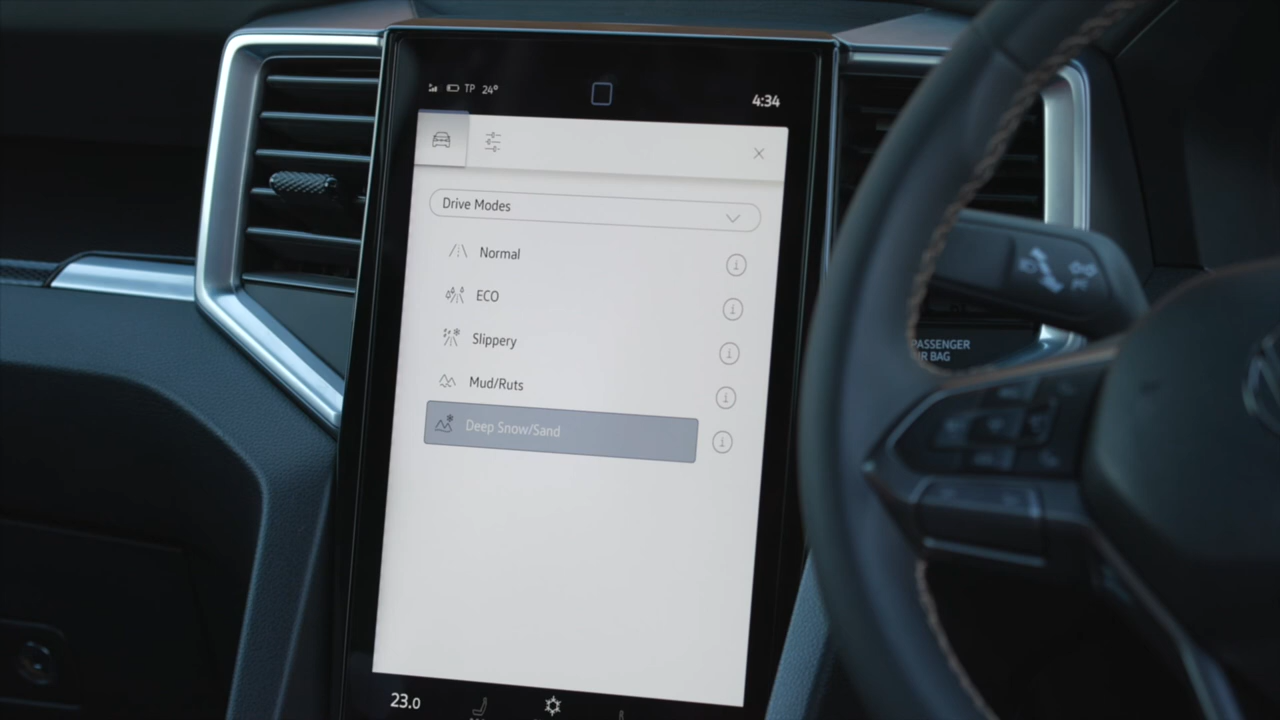 TP 24°
4:34
Drive Modes
Normal
ECO
Slippery
Mud/Ruts
Deep Snow/Sand
PASSENGER
AIR BAG
23.0